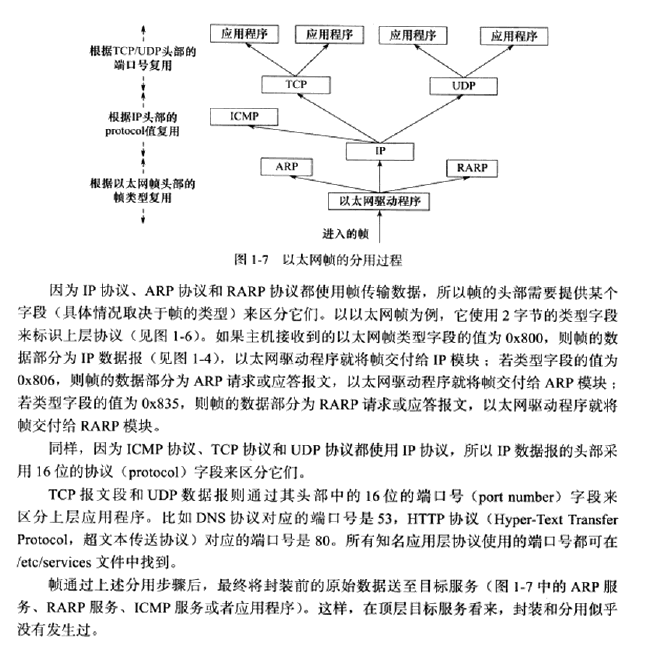 应用程序 应用程序 应用程序 应用程序
根据TCP/UDP头部的
端口号复用
TCP UDP
ICMP
根据IP头部的
protocol值复用
IP
ARP RARP
根据以太网帧头部的
帧类型复用
以太网驱动程序
进入的帧
图 1-7 以太网帧的分用过程
因为 IP 协议、ARP 协议和 RARP 协议都使用帧传输数据，所以帧的头部需要提供某个
字段（具体情况取决于帧的类型）来区分它们。以以太网帧为例，它使用 2 字节的类型字段
来标识上层协议（见图 1-6）。如果主机接收到的以太网帧类型字段的值为 0x800，则帧的数
据部分为 IP 数据报（见图 1-4），以太网驱动程序就将帧交付给 IP 模块；若类型字段的值为
0x806，则帧的数据部分为 ARP 请求或应答报文，以太网驱动程序就将帧交付给 ARP 模块；
若类型字段的值为 0x835，则帧的数据部分为 RARP 请求或应答报文，以太网驱动程序就将
帧交付给 RARP 模块。
同样，因为 ICMP 协议、TCP 协议和 UDP 协议都使用 IP 协议，所以 IP 数据报的头部采
用 16 位的协议（protocol）字段来区分它们。
TCP 报文段和 UDP 数据报则通过其头部中的 16 位的端口号（port number）字段来
区分上层应用程序。比如 DNS 协议对应的端口号是 53，HTTP 协议（Hyper-Text Transfer
Protocol，超文本传送协议）对应的端口号是 80。所有知名应用层协议使用的端口号都可在
/etc/services 文件中找到。
帧通过上述分用步骤后，最终将封装前的原始数据送至目标服务（图 1-7 中的 ARP 服
务、RARP 服务、ICMP 服务或者应用程序）。这样，在顶层目标服务看来，封装和分用似乎
没有发生过。